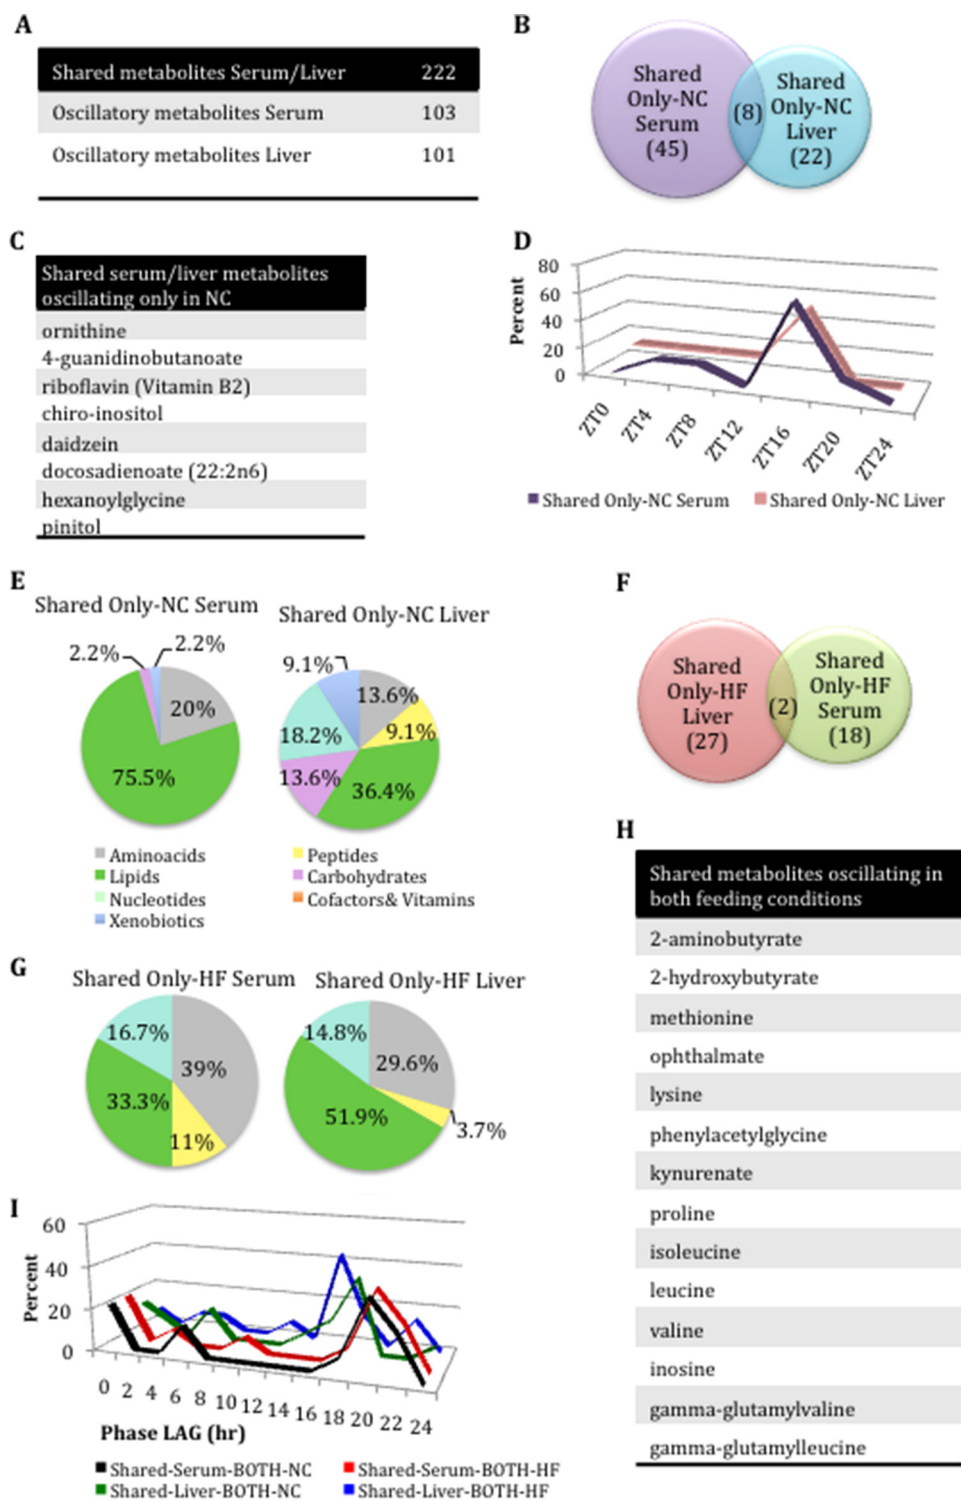 A
Shared metabolites Serum/Liver 222
Oscillatory metabolites Serum 103
Oscillatory metabolites Liver 101
B
Shared
Only-NC
Serum
(45)
(8)
Shared
Only-NC
Liver
(22)
C
Shared serum/liver metabolites
oscillating only in NC
ornithine
4-guanidinobutanoate
riboflavin (Vitamin B2)
chiro-inositol
daidzein
docosadienoate (22:2n6)
hexanoylglycine
pinitol
D
Percent
80
60
40
20
0
ZT0 ZT4 ZT8 ZT12 ZT16 ZT20 ZT24
Shared Only-NC Serum Shared Only-NC Liver
E
Shared Only-NC Serum
2.2% 2.2%
20%
75.5%
Shared Only-NC Liver
9.1%
13.6%
9.1%
18.2%
13.6%
36.4%
Aminoacids Peptides
Lipids Carbohydrates
Nucleotides Cofactors& Vitamins
Xenobiotics
F
Shared
Only-HF
Liver
(27)
(2)
Shared
Only-HF
Serum
(18)
G
Shared Only-HF Serum
16.7%
39%
33.3%
11%
Shared Only-HF Liver
14.8%
29.6%
51.9%
3.7%
H
Shared metabolites oscillating in
both feeding conditions
2-aminobutyrate
2-hydroxybutyrate
methionine
ophthalmate
lysine
phenylacetylglycine
kynurenate
proline
isoleucine
leucine
valine
inosine
gamma-glutamylvaline
gamma-glutamylleucine
I
Percent
60
40
20
0
0 2 4 6 8 10 12 14 16 18 20 22 24
Phase LAG (hr)
Shared-Serum-BOTH-NC Shared-Serum-BOTH-HF
Shared-Liver-BOTH-NC Shared-Liver-BOTH-HF